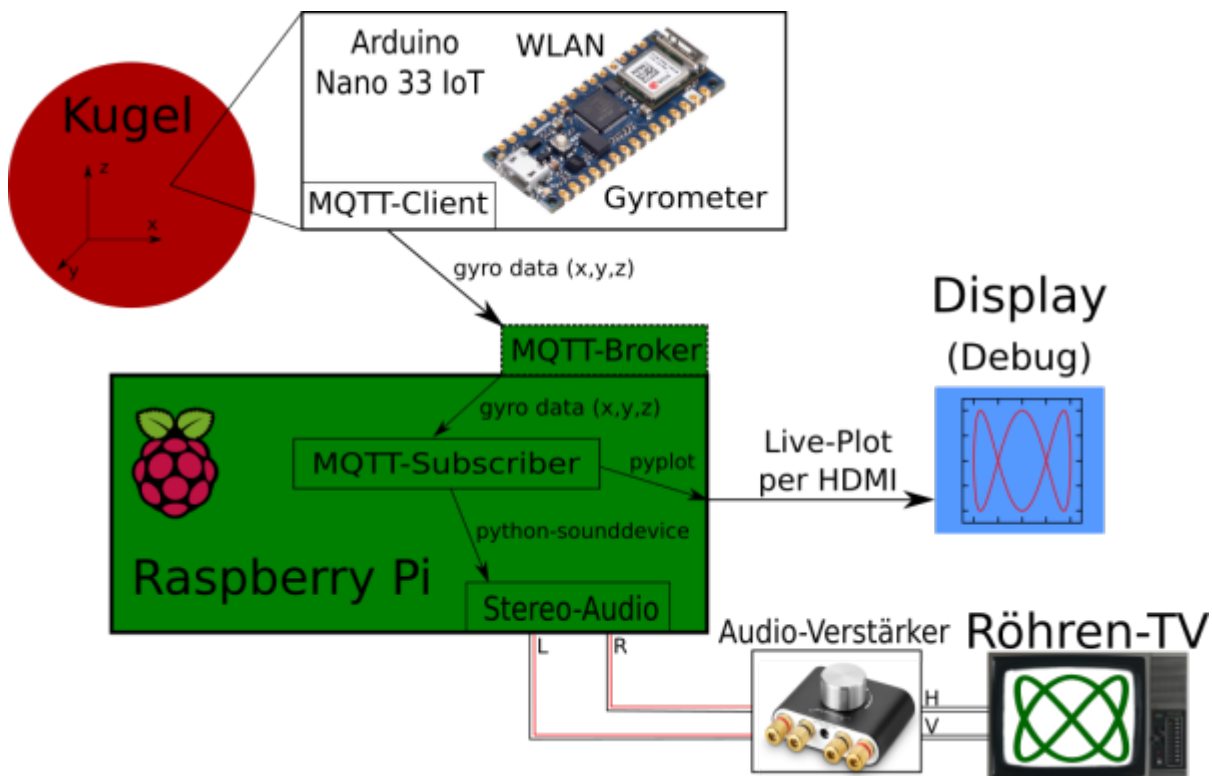 Kugel
z
x
y
Arduino
Nano 33 IoT
WLAN
MQTT-Client
Gyrometer
gyro data (x,y,z)
MQTT-Broker
gyro data (x,y,z)
MQTT-Subscriber
pyplot
python-sounddevice
Raspberry Pi
Stereo-Audio
Live-Plot
per HDMI
Display
(Debug)
L
R
Audio-Verstärker
H
V
Röhren-TV